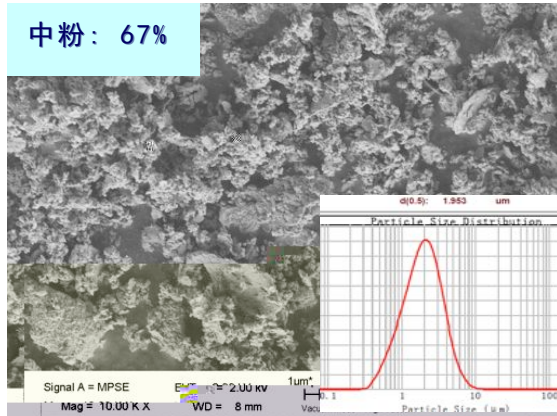 中粉: 67%
d(0.5): 1.953 um
Particle Size Distribution
0.1 1 10
Particle Size (μm)
1um*
Signal A = MPSE 2.00 kV
Mag = 10.00 K X WD = 8 mm